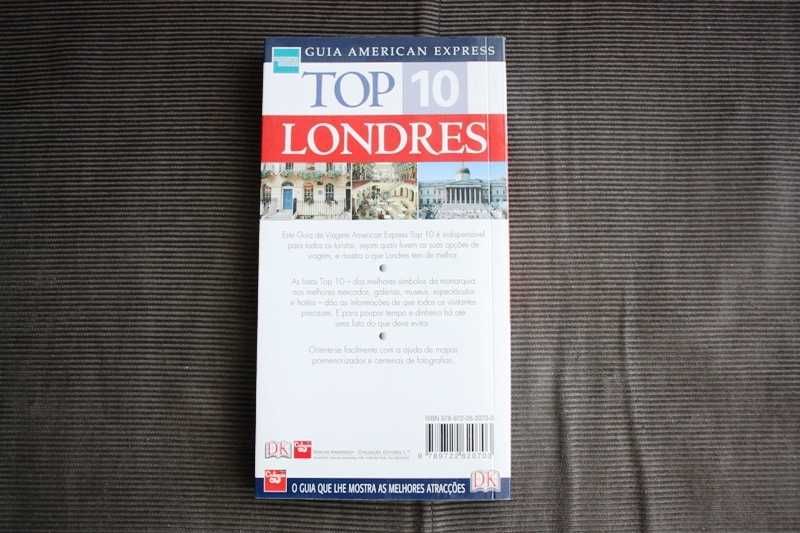 GUIA AMERICAN EXPRESS
TOP 10
LONDRES
Este Guia de Viagem American Express Top 10 é indispensável
para todos os turistas, sejam quais forem as suas opções de
viagem, e mostra o que Londres tem de melhor.
As listas Top 10 – dos melhores símbolos da monarquia
aos melhores mercados, galerias, museus, espectáculos
e hotéis – dão as informações de que todos os visitantes
precisam. E para poupar tempo e dinheiro há até
uma lista do que deve evitar.
Oriente-se facilmente com a ajuda de mapas
pormenorizados e centenas de fotografias.
DK
DK
O GUIA QUE LHE MOSTRA AS MELHORES ATRACÇÕES